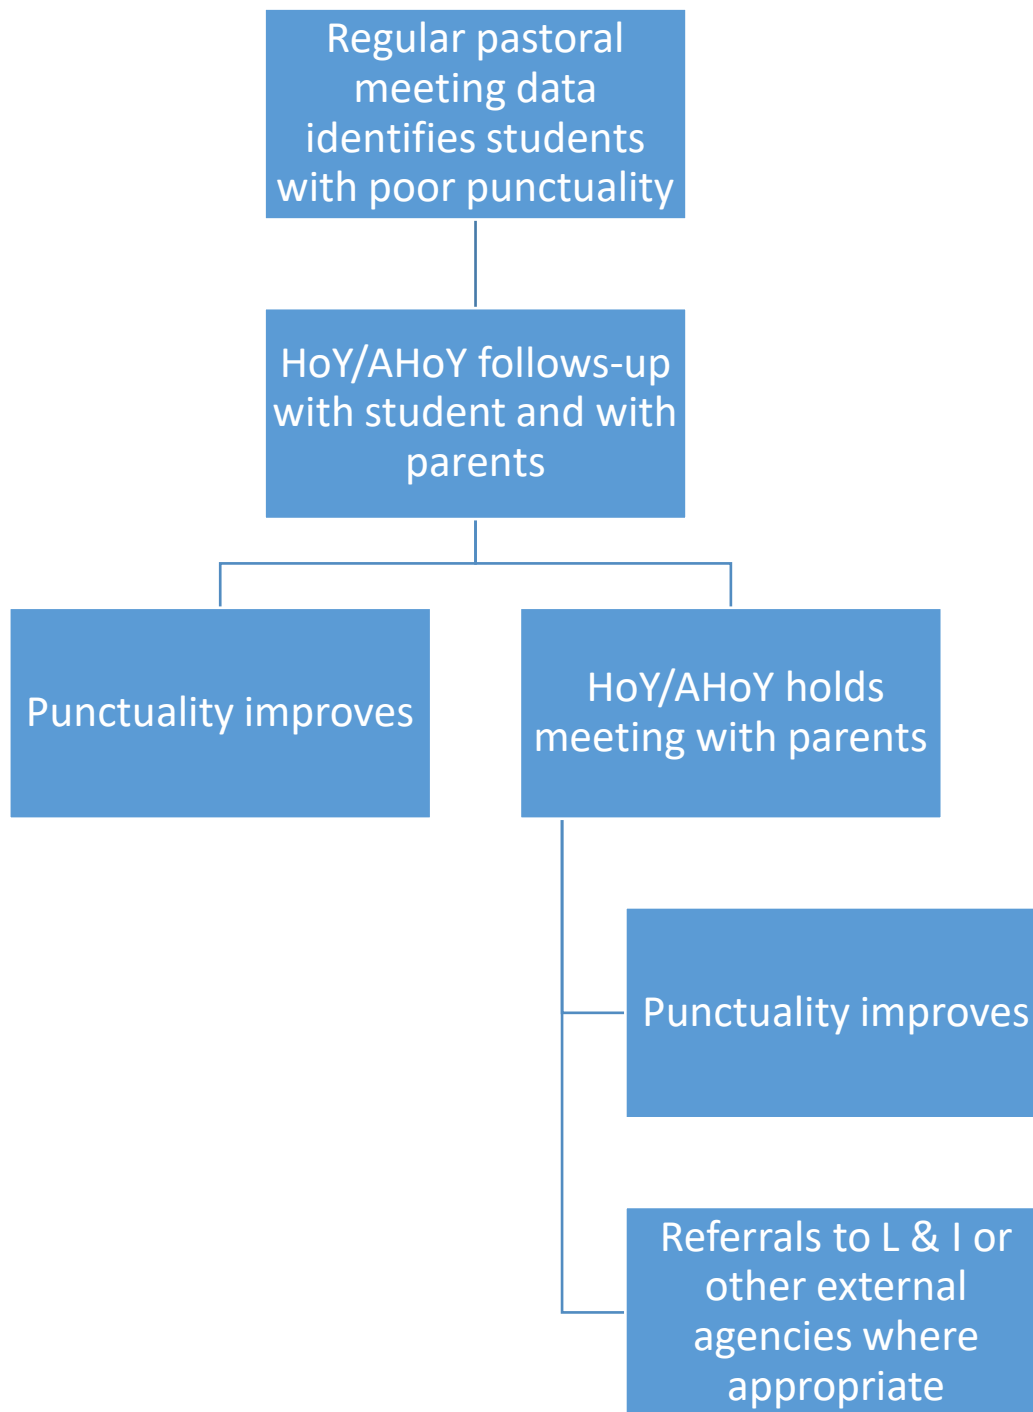 Regular pastoral
meeting data
identifies students
with poor punctuality
HoY/AHoY follows-up
with student and with
parents
Punctuality improves
HoY/AHoY holds
meeting with parents
Punctuality improves
Referrals to L & I or
other external
agencies where
appropriate